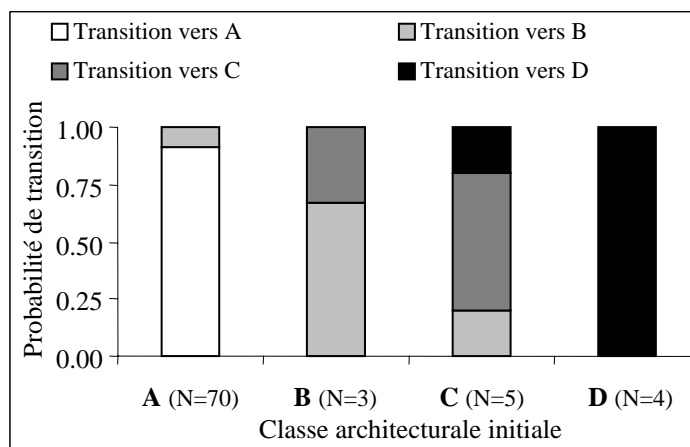 Transition vers A
Transition vers B
Transition vers C
Transition vers D
Probabilité de transition
1.00
0.75
0.50
0.25
0.00
A (N=70)
B (N=3)
C (N=5)
D (N=4)
Classe architecturale initiale